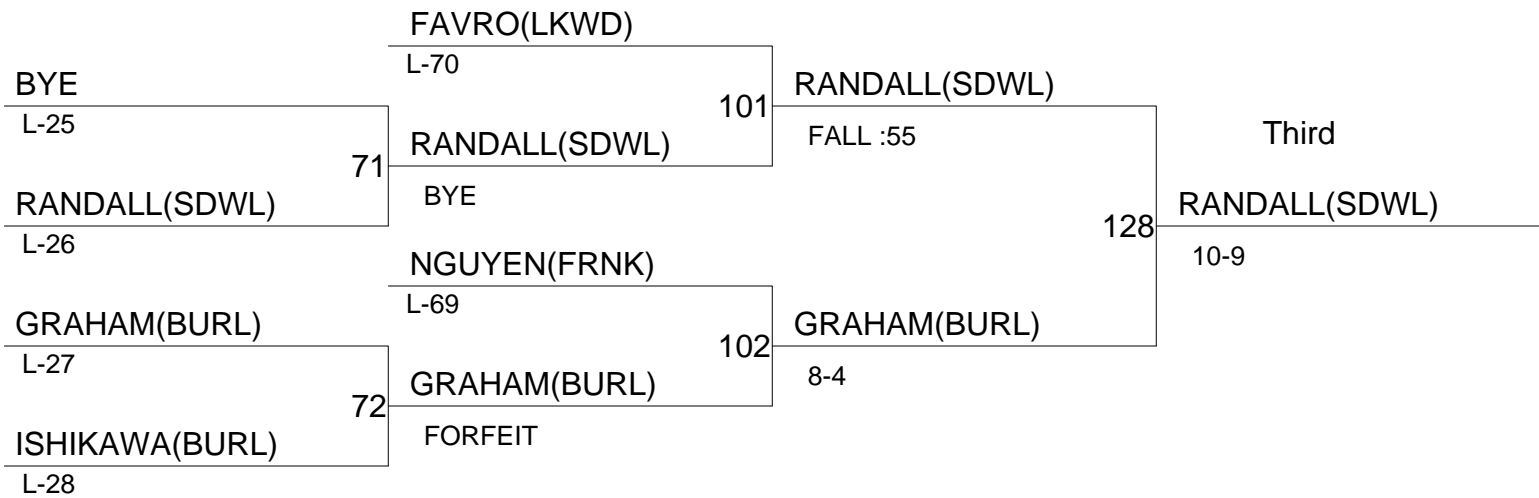 FAVRO(LKWD)
L-70
BYE
L-25
101
RANDALL(SDWL)
FALL :55
Third
71
RANDALL(SDWL)
BYE
RANDALL(SDWL)
L-26
128
RANDALL(SDWL)
10-9
NGUYEN(FRNK)
L-69
GRAHAM(BURL)
L-27
102
GRAHAM(BURL)
8-4
72
GRAHAM(BURL)
FORFEIT
ISHIKAWA(BURL)
L-28